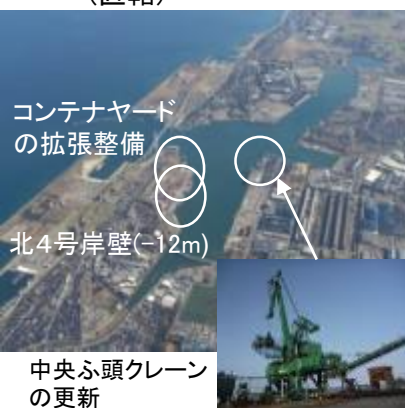 コンテナヤード
の拡張整備
北4号岸壁(-12m)
中央ふ頭クレーン
の更新